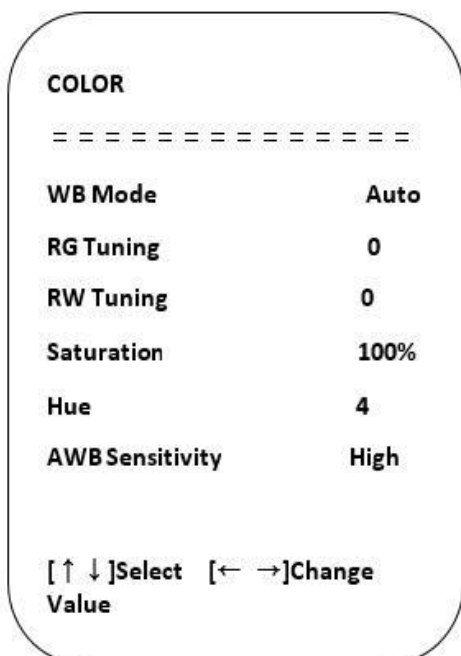 COLOR
= = = = = = = = = = = = = =
WB Mode Auto
RG Tuning 0
RW Tuning 0
Saturation 100%
Hue 4
AWB Sensitivity High
[ ↑ ↓ ]Select [← →]Change
Value